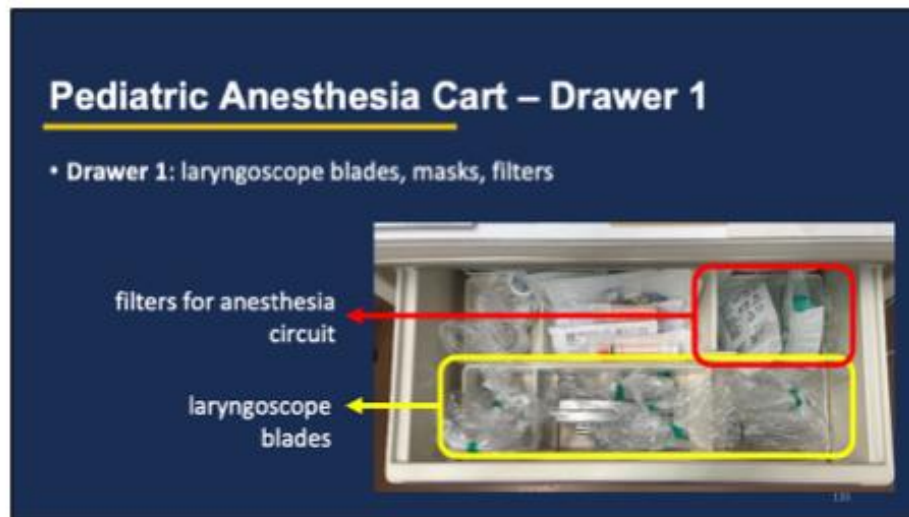 Pediatric Anesthesia Cart – Drawer 1
• Drawer 1: laryngoscope blades, masks, filters
filters for anesthesia
circuit
laryngoscope
blades